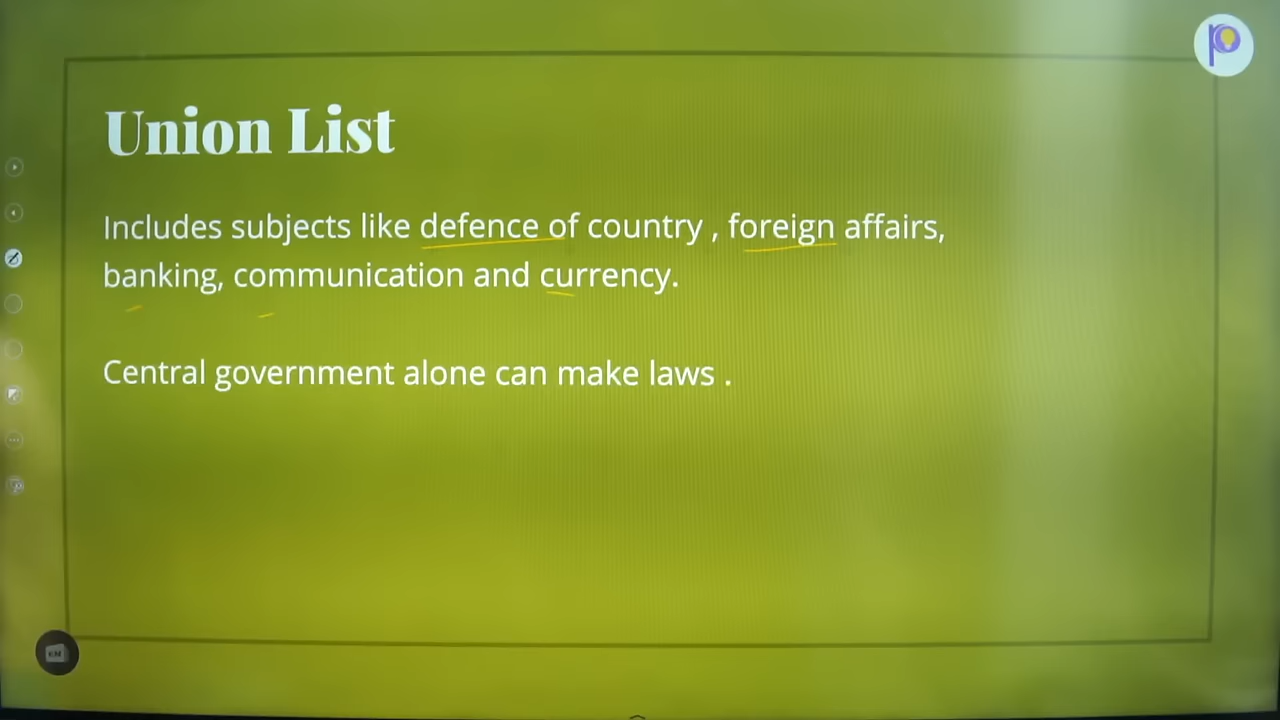 Union List
Includes subjects like defence of country , foreign affairs,
banking, communication and currency.
Central government alone can make laws .